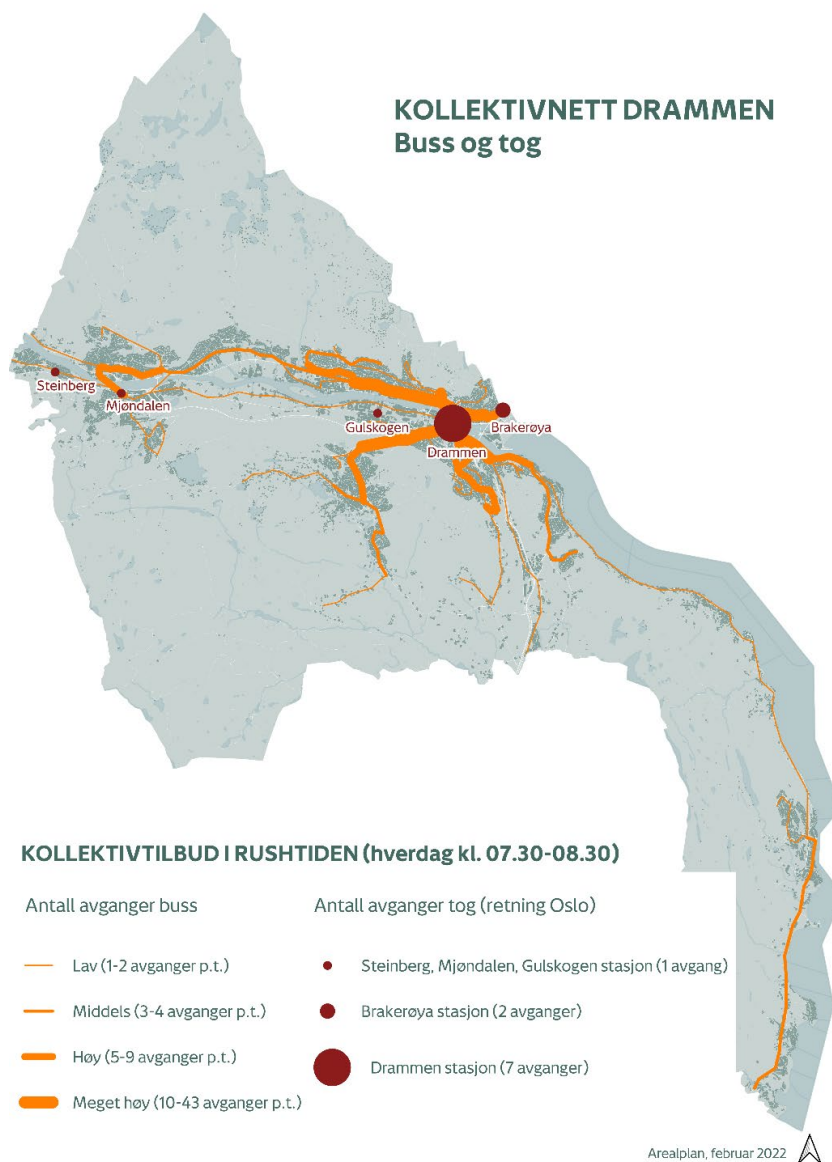 KOLLEKTIVNETT DRAMMEN
Buss og tog
Steinberg
Mjøndalen
Gulskogen
Drammen
Brakerøya
KOLLEKTIVTILBUD I RUSHTIDEN (hverdag kl. 07.30-08.30)
Antall avganger buss
Lav (1-2 avganger p.t.)
Middels (3-4 avganger p.t.)
Høy (5-9 avganger p.t.)
Meget høy (10-43 avganger p.t.)
Antall avganger tog (retning Oslo)
Steinberg, Mjøndalen, Gulskogen stasjon (1 avgang)
Brakerøya stasjon (2 avganger)
Drammen stasjon (7 avganger)
Arealplan, februar 2022